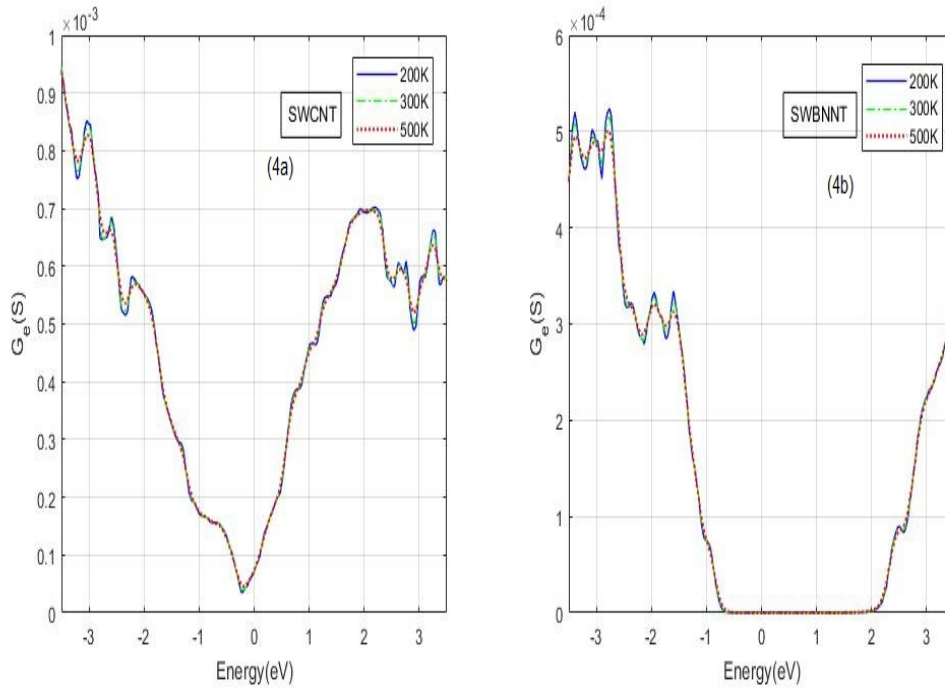 ×10⁻³
1
0.9
0.8
0.7
0.6
0.5
0.4
0.3
0.2
0.1
0
-3 -2 -1 0 1 2 3
Energy(eV)
G_e(S)
SWCNT
200K
300K
500K
(4a)
×10⁻⁴
6
5
4
3
2
1
0
-3 -2 -1 0 1 2 3
Energy(eV)
G_e(S)
SWBNNT
200K
300K
500K
(4b)